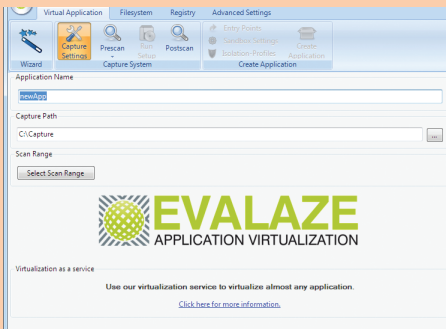 Virtual Application Filesystem Registry Advanced Settings
Wizard
Capture Settings
Prescan
Run Setup
Postscan
Capture System
Entry Points
Sandbox Settings
Isolation-Profiles
Create Application
Create Application
Application Name
newApp
Capture Path
C:\Capture
...
Scan Range
Select Scan Range
EVALAZE
APPLICATION VIRTUALIZATION
Virtualization as a service
Use our virtualization service to virtualize almost any application.
Click here for more information.